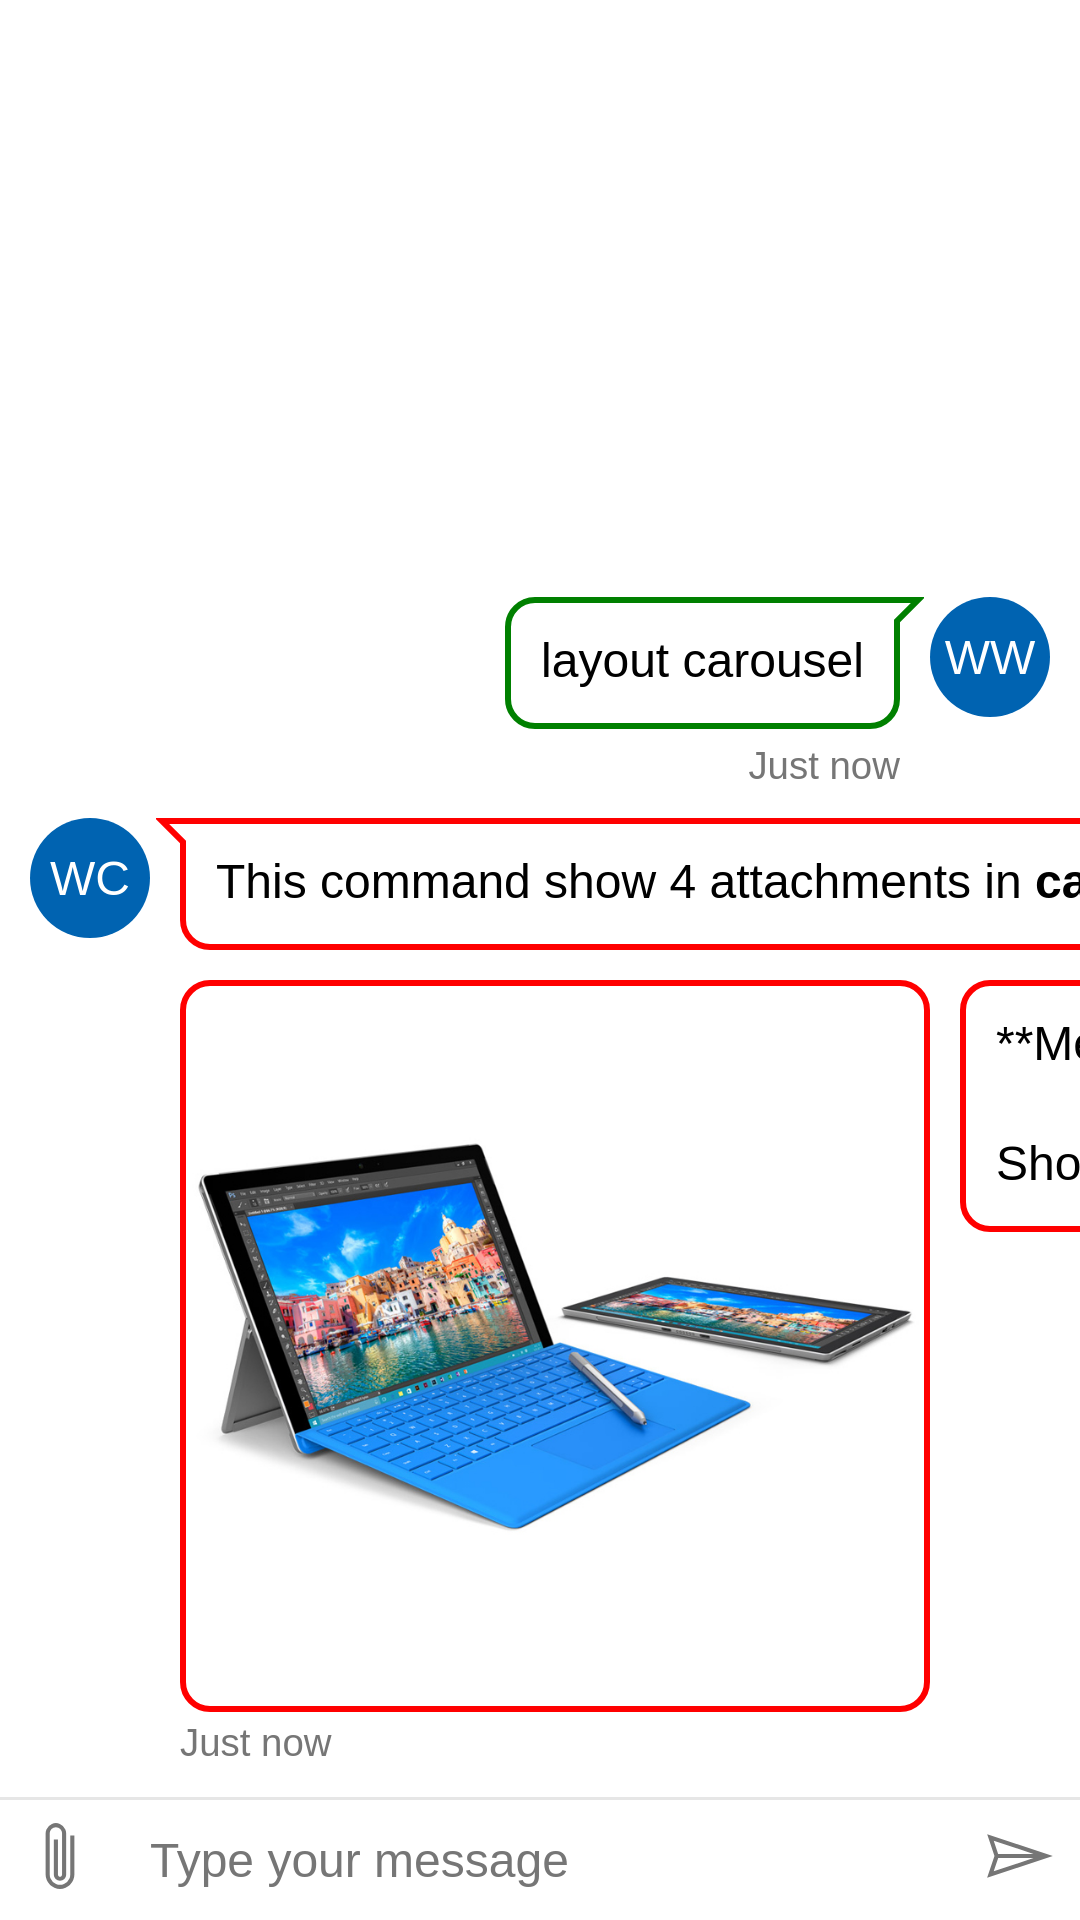 layout carousel
WW
Just now
WC
This command show 4 attachments in ca
**Me
Sho
Just now
Type your message